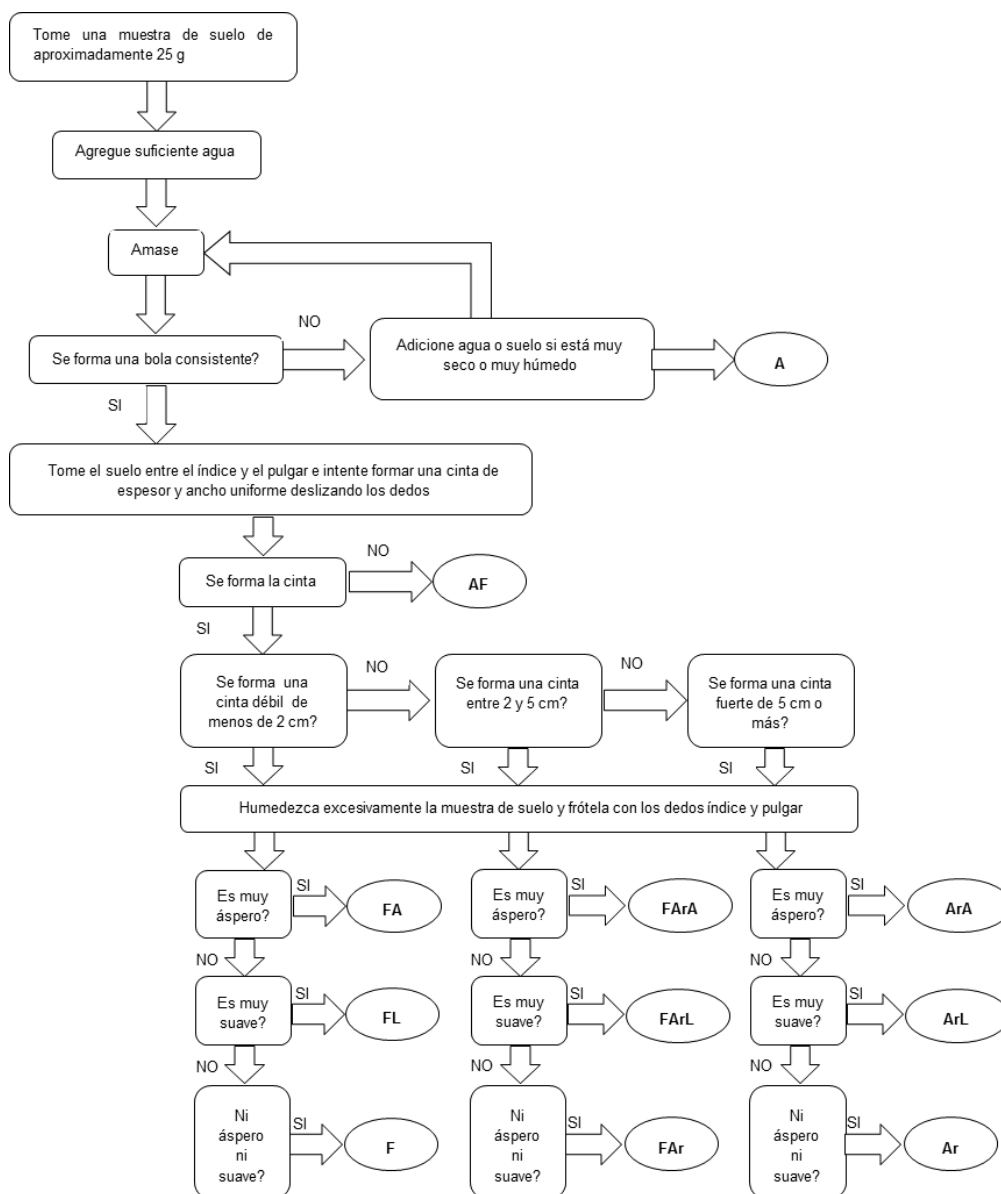 Tome una muestra de suelo de
aproximadamente 25 g
Agregue suficiente agua
Amase
NO
Se forma una bola consistente?
Adicione agua o suelo si está muy
seco o muy húmedo
A
SI
Tome el suelo entre el índice y el pulgar e intente formar una cinta de
espesor y ancho uniforme deslizando los dedos
NO
Se forma la cinta
AF
SI
NO
NO
Se forma una
cinta débil de
menos de 2 cm?
Se forma una cinta
entre 2 y 5 cm?
Se forma una cinta
fuerte de 5 cm o
más?
SI
SI
SI
Humedezca excesivamente la muestra de suelo y frótela con los dedos índice y pulgar
Es muy
áspero?
SI
FA
Es muy
áspero?
SI
FArA
Es muy
áspero?
SI
ArA
NO
NO
NO
Es muy
suave?
SI
FL
Es muy
suave?
SI
FArL
Es muy
suave?
SI
ArL
NO
NO
NO
Ni
áspero
ni
suave?
SI
F
Ni
áspero
ni
suave?
SI
FAr
Ni
áspero
ni
suave?
SI
Ar